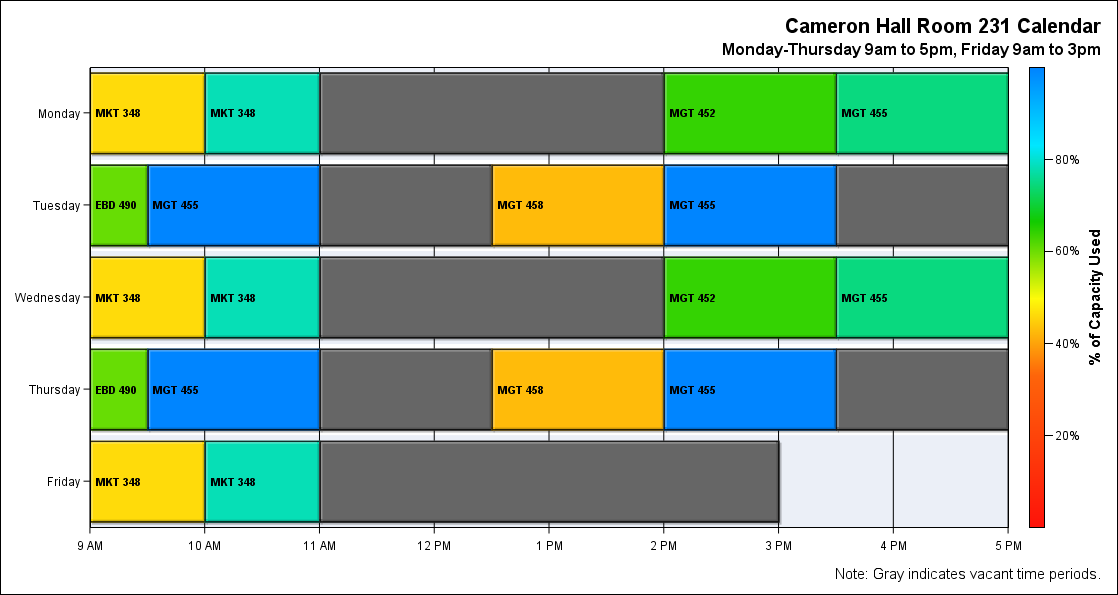 Cameron Hall Room 231 Calendar
Monday-Thursday 9am to 5pm, Friday 9am to 3pm
Monday MKT 348 MKT 348 MGT 452 MGT 455
80%
Tuesday EBD 490 MGT 455 MGT 458 MGT 455
60%
% of Capacity Used
Wednesday MKT 348 MKT 348 MGT 452 MGT 455
40%
Thursday EBD 490 MGT 455 MGT 458 MGT 455
20%
Friday MKT 348 MKT 348
9 AM 10 AM 11 AM 12 PM 1 PM 2 PM 3 PM 4 PM 5 PM
Note: Gray indicates vacant time periods.